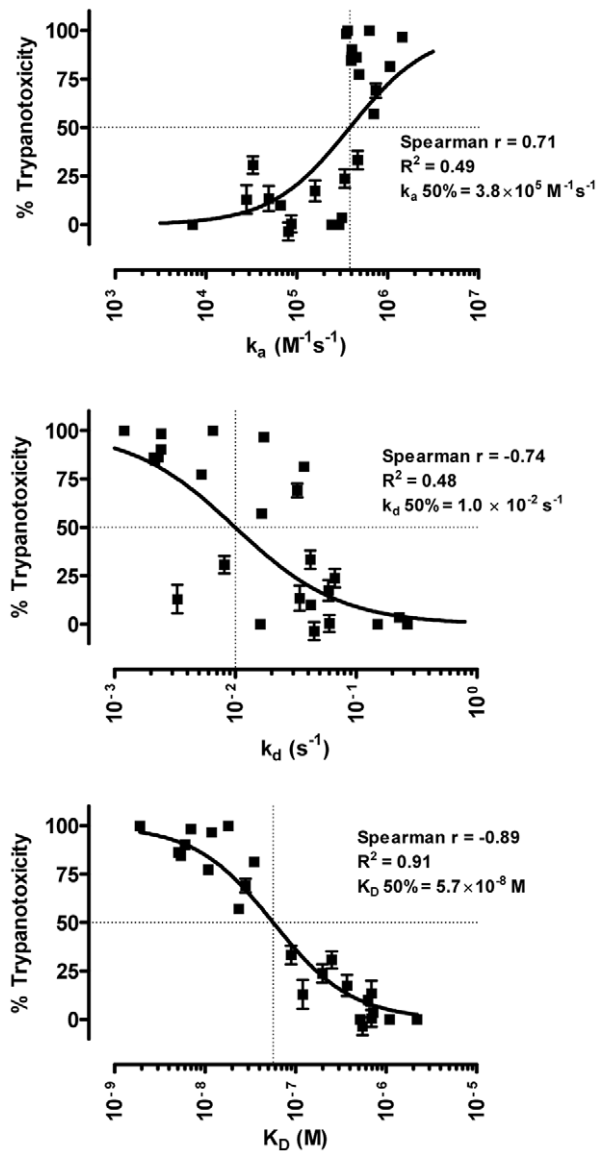 % Trypanotoxicity
100
75
50
25
0
Spearman r = 0.71
R² = 0.49
kₐ 50% = 3.8×10⁵ M⁻¹s⁻¹
10³ 10⁴ 10⁵ 10⁶ 10⁷
kₐ (M⁻¹s⁻¹)
% Trypanotoxicity
100
75
50
25
0
Spearman r = -0.74
R² = 0.48
k_d 50% = 1.0 × 10⁻² s⁻¹
10⁻³ 10⁻² 10⁻¹ 10⁰
k_d (s⁻¹)
% Trypanotoxicity
100
75
50
25
0
Spearman r = -0.89
R² = 0.91
K_D 50% = 5.7×10⁻⁸ M
10⁻⁹ 10⁻⁸ 10⁻⁷ 10⁻⁶ 10⁻⁵
K_D (M)